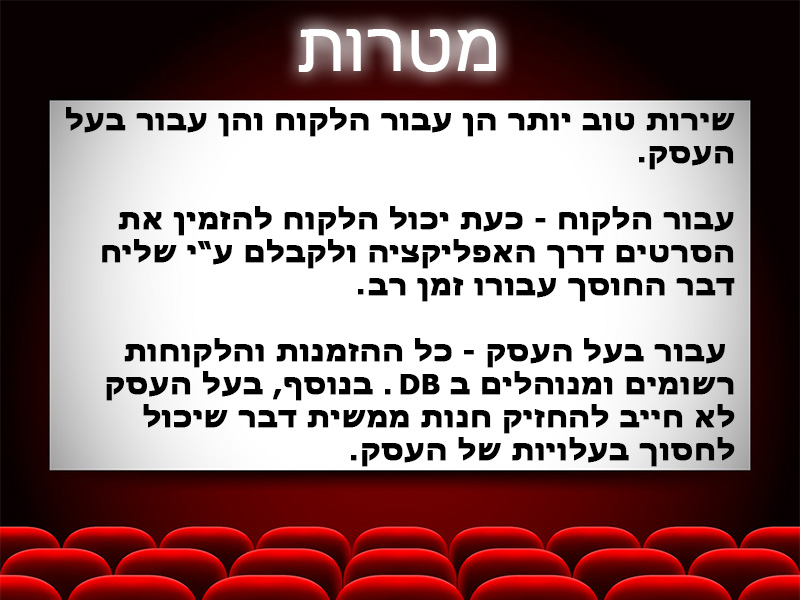 מטרות
שירות טוב יותר הן עבור הלקוח והן עבור בעל
העסק.
עבור הלקוח - כעת יכול הלקוח להזמין את
הסרטים דרך האפליקציה ולקבלם ע"י שליח
דבר החוסך עבורו זמן רב.
עבור בעל העסק - כל ההזמנות והלקוחות
רשומים ומנוהלים ב DB . בנוסף, בעל העסק
לא חייב להחזיק חנות ממשית דבר שיכול
לחסוך בעלויות של העסק.